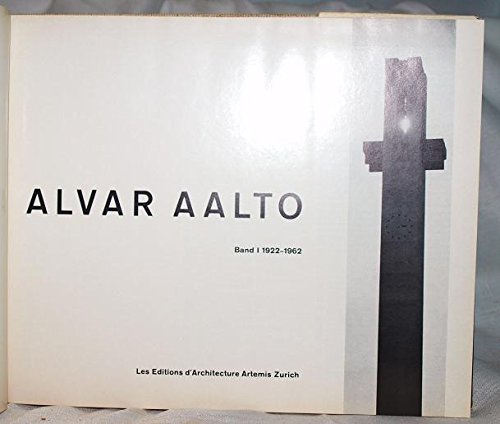 ALVAR AALTO
Band I 1922-1962
Les Editions d'Architecture Artemis Zurich